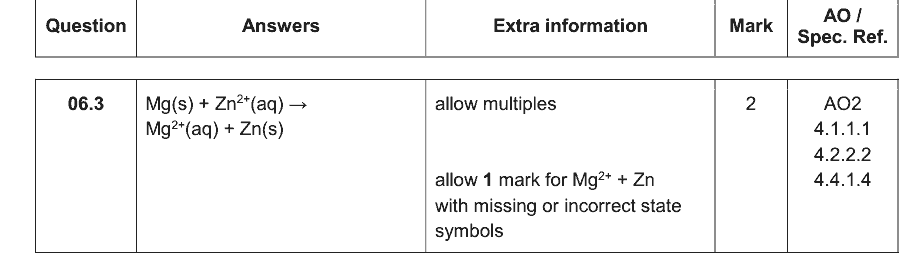 Question Answers Extra information Mark AO /
Spec. Ref.
06.3 Mg(s) + Zn²⁺(aq) → allow multiples 2 AO2
Mg²⁺(aq) + Zn(s) 4.1.1.1
4.2.2.2
allow 1 mark for Mg²⁺ + Zn 4.4.1.4
with missing or incorrect state
symbols